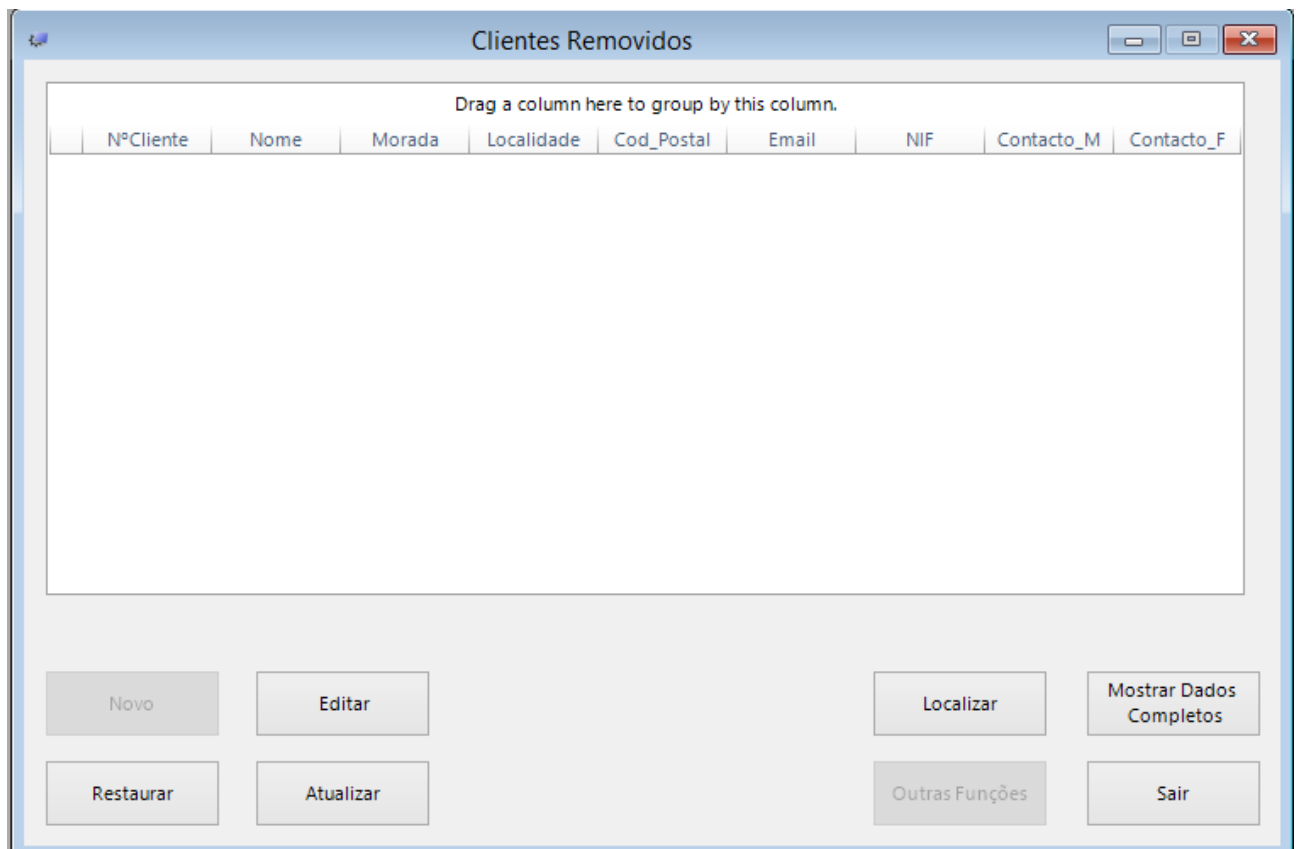 Clientes Removidos
Drag a column here to group by this column.
NºCliente Nome Morada Localidade Cod_Postal Email NIF Contacto_M Contacto_F
Novo Editar Localizar Mostrar Dados
Completos
Restaurar Atualizar Outras Funções Sair